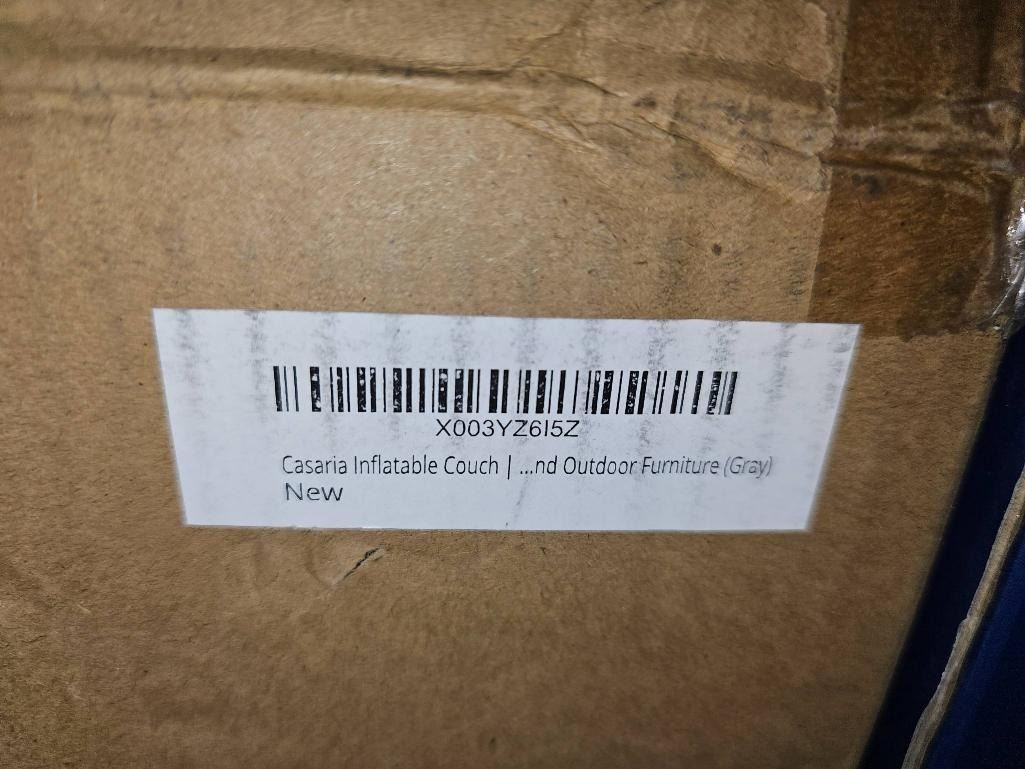 X003YZ6I5Z
Casaria Inflatable Couch | ...nd Outdoor Furniture (Gray)
New